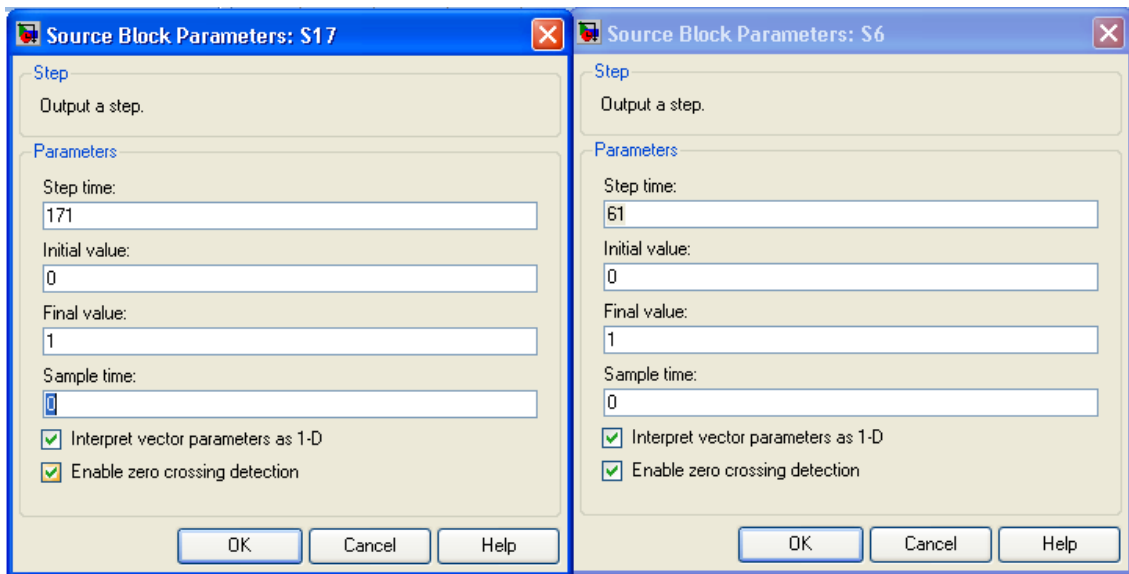 Source Block Parameters: S17
Step
Output a step.
Parameters
Step time:
171
Initial value:
0
Final value:
1
Sample time:
0
Interpret vector parameters as 1-D
Enable zero crossing detection
OK Cancel Help
Source Block Parameters: S6
Step
Output a step.
Parameters
Step time:
61
Initial value:
0
Final value:
1
Sample time:
0
Interpret vector parameters as 1-D
Enable zero crossing detection
OK Cancel Help